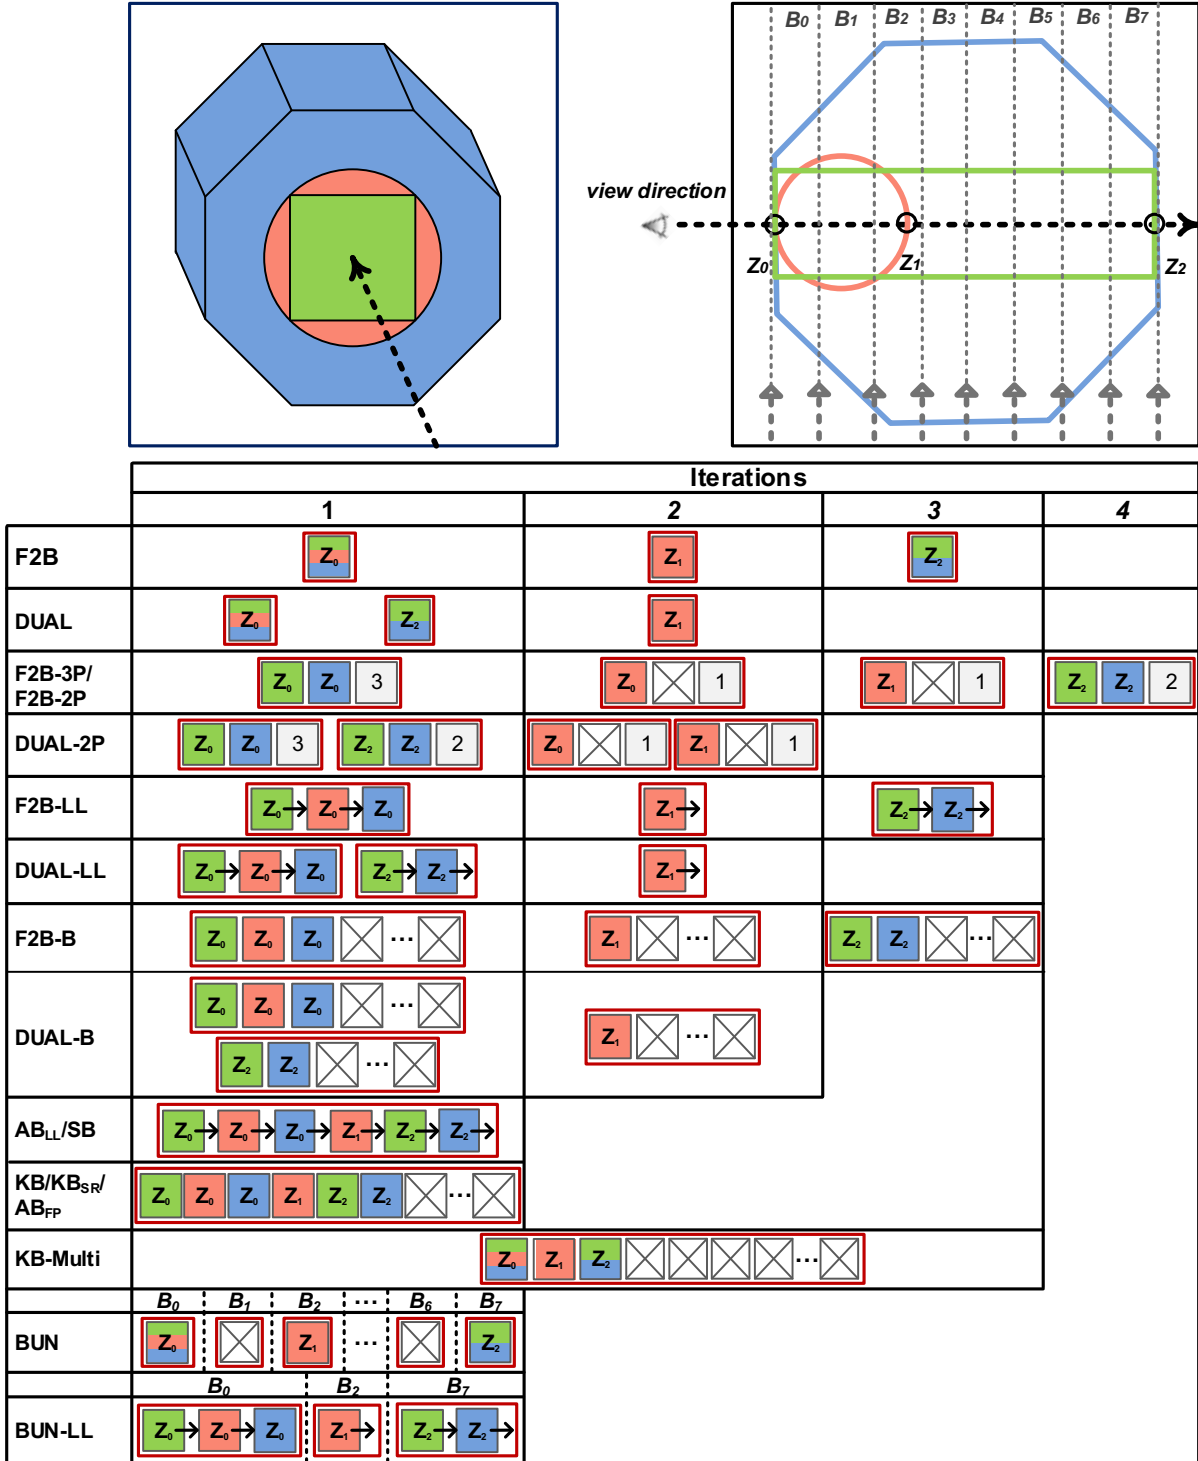 B0 B1 B2 B3 B4 B5 B6 B7
view direction
Z0 Z1 Z2
Iterations
1 2 3 4
F2B Z0 Z1 Z2
DUAL Z0 Z2 Z1
F2B-3P/
F2B-2P Z0 Z0 3 Z0 1 Z1 1 Z2 Z2 2
DUAL-2P Z0 Z0 3 Z2 Z2 2 Z0 1 Z1 1
F2B-LL Z0 Z0 Z0 Z1 Z2 Z2
DUAL-LL Z0 Z0 Z0 Z2 Z2 Z1
F2B-B Z0 Z0 Z0 ... Z1 ... Z2 Z2 ...
Z0 Z0 Z0 ...
DUAL-B Z1 ...
Z2 Z2 ...
ABLL/SB Z0 Z0 Z0 Z1 Z2 Z2
KB/KBSR/
ABFP Z0 Z0 Z0 Z1 Z2 Z2 ...
KB-Multi Z0 Z1 Z2 ...
B0 B1 B2 ... B6 B7
BUN Z0 Z1 ... Z2
B0 B2 B7
BUN-LL Z0 Z0 Z0 Z1 Z2 Z2